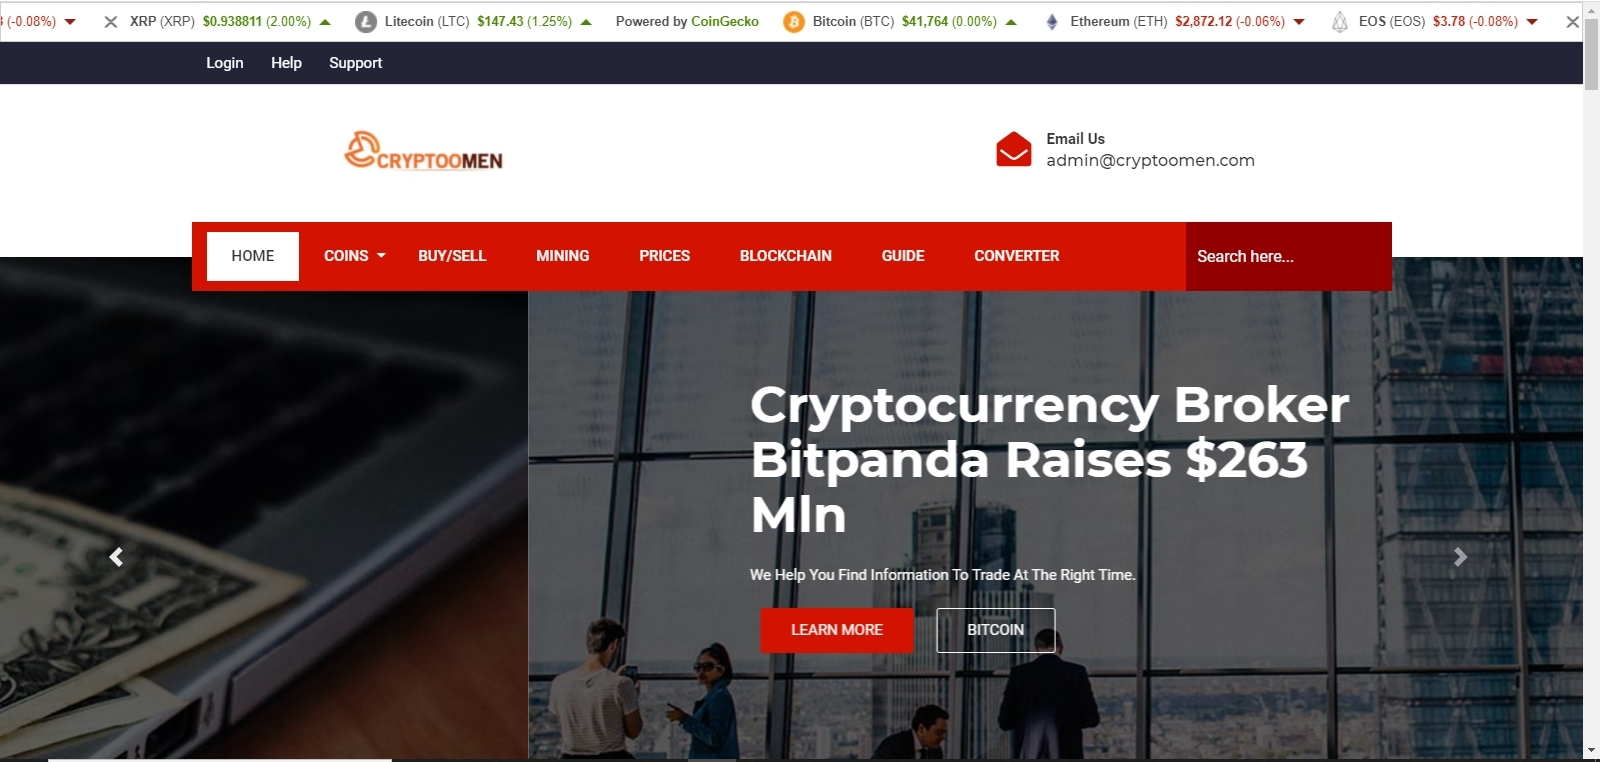 (-0.08%) XRP (XRP) $0.938811 (2.00%) Litecoin (LTC) $147.43 (1.25%) Powered by CoinGecko Bitcoin (BTC) $41,764 (0.00%) Ethereum (ETH) $2,872.12 (-0.06%) EOS (EOS) $3.78 (-0.08%)
Login Help Support
CRYPTOOMEN
Email Us
admin@cryptoomen.com
HOME COINS BUY/SELL MINING PRICES BLOCKCHAIN GUIDE CONVERTER Search here...
Cryptocurrency Broker
Bitpanda Raises $263
Mln
We Help You Find Information To Trade At The Right Time.
LEARN MORE BITCOIN